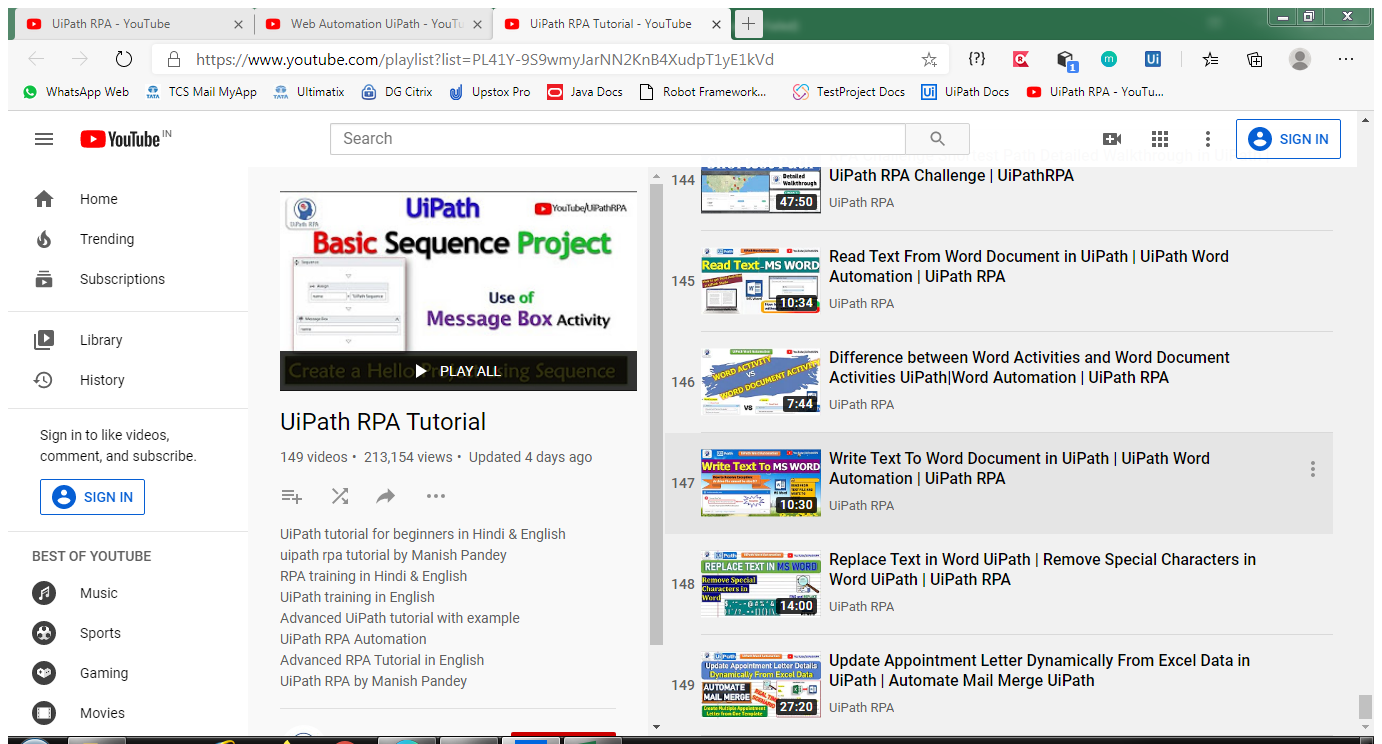 UiPath RPA - YouTube
Web Automation UiPath - YouTu
UiPath RPA Tutorial - YouTube
https://www.youtube.com/playlist?list=PL41Y-9S9wmyJarNN2KnB4XudpT1yE1kVd
WhatsApp Web
TCS Mail MyApp
Ultimatix
DG Citrix
Upstox Pro
Java Docs
Robot Framework...
TestProject Docs
UiPath Docs
UiPath RPA - YouTu...
YouTube IN
Search
SIGN IN
Home
Trending
Subscriptions
Library
History
Sign in to like videos,
comment, and subscribe.
SIGN IN
BEST OF YOUTUBE
Music
Sports
Gaming
Movies
UiPath RPA
UiPath
YouTube/UiPathRPA
Basic Sequence Project
Sequence
Use of
Message Box Activity
PLAY ALL
UiPath RPA Tutorial
149 videos • 213,154 views • Updated 4 days ago
UiPath tutorial for beginners in Hindi & English
uipath rpa tutorial by Manish Pandey
RPA training in Hindi & English
UiPath training in English
Advanced UiPath tutorial with example
UiPath RPA Automation
Advanced RPA Tutorial in English
UiPath RPA by Manish Pandey
144
Detailed
Walkthrough
47:50
UiPath RPA Challenge | UiPathRPA
UiPath RPA
145
Read Text-MS WORD
10:34
Read Text From Word Document in UiPath | UiPath Word
Automation | UiPath RPA
UiPath RPA
146
WORD ACTIVITY
VS
WORD DOCUMENT ACTIVITY
VS
7:44
Difference between Word Activities and Word Document
Activities UiPath|Word Automation | UiPath RPA
UiPath RPA
147
Write Text To MS WORD
10:30
Write Text To Word Document in UiPath | UiPath Word
Automation | UiPath RPA
UiPath RPA
148
REPLACE TEXT IN MS WORD
Remove Special
Characters in
Word
14:00
Replace Text in Word UiPath | Remove Special Characters in
Word UiPath | UiPath RPA
UiPath RPA
149
Update Appointment Letter Details
Dynamically From Excel Data
AUTOMATE
MAIL MERGE
Create Multiple Appointment
Letter from One Template
27:20
Update Appointment Letter Dynamically From Excel Data in
UiPath | Automate Mail Merge UiPath
UiPath RPA